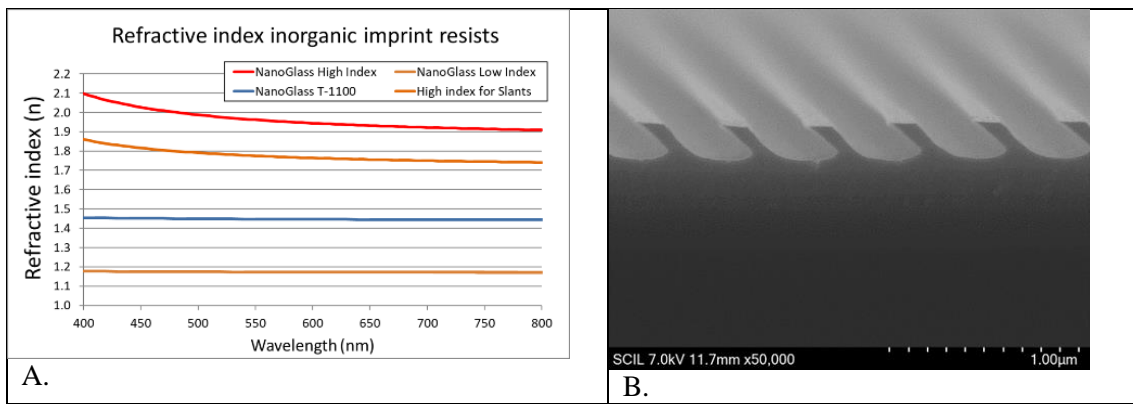 Refractive index inorganic imprint resists
Refractive index (n)
2.2
2.1
2.0
1.9
1.8
1.7
1.6
1.5
1.4
1.3
1.2
1.1
1.0
NanoGlass High Index
NanoGlass Low Index
NanoGlass T-1100
High index for Slants
400 450 500 550 600 650 700 750 800
Wavelength (nm)
A.
SCIL 7.0kV 11.7mm x50,000 1.00μm
B.